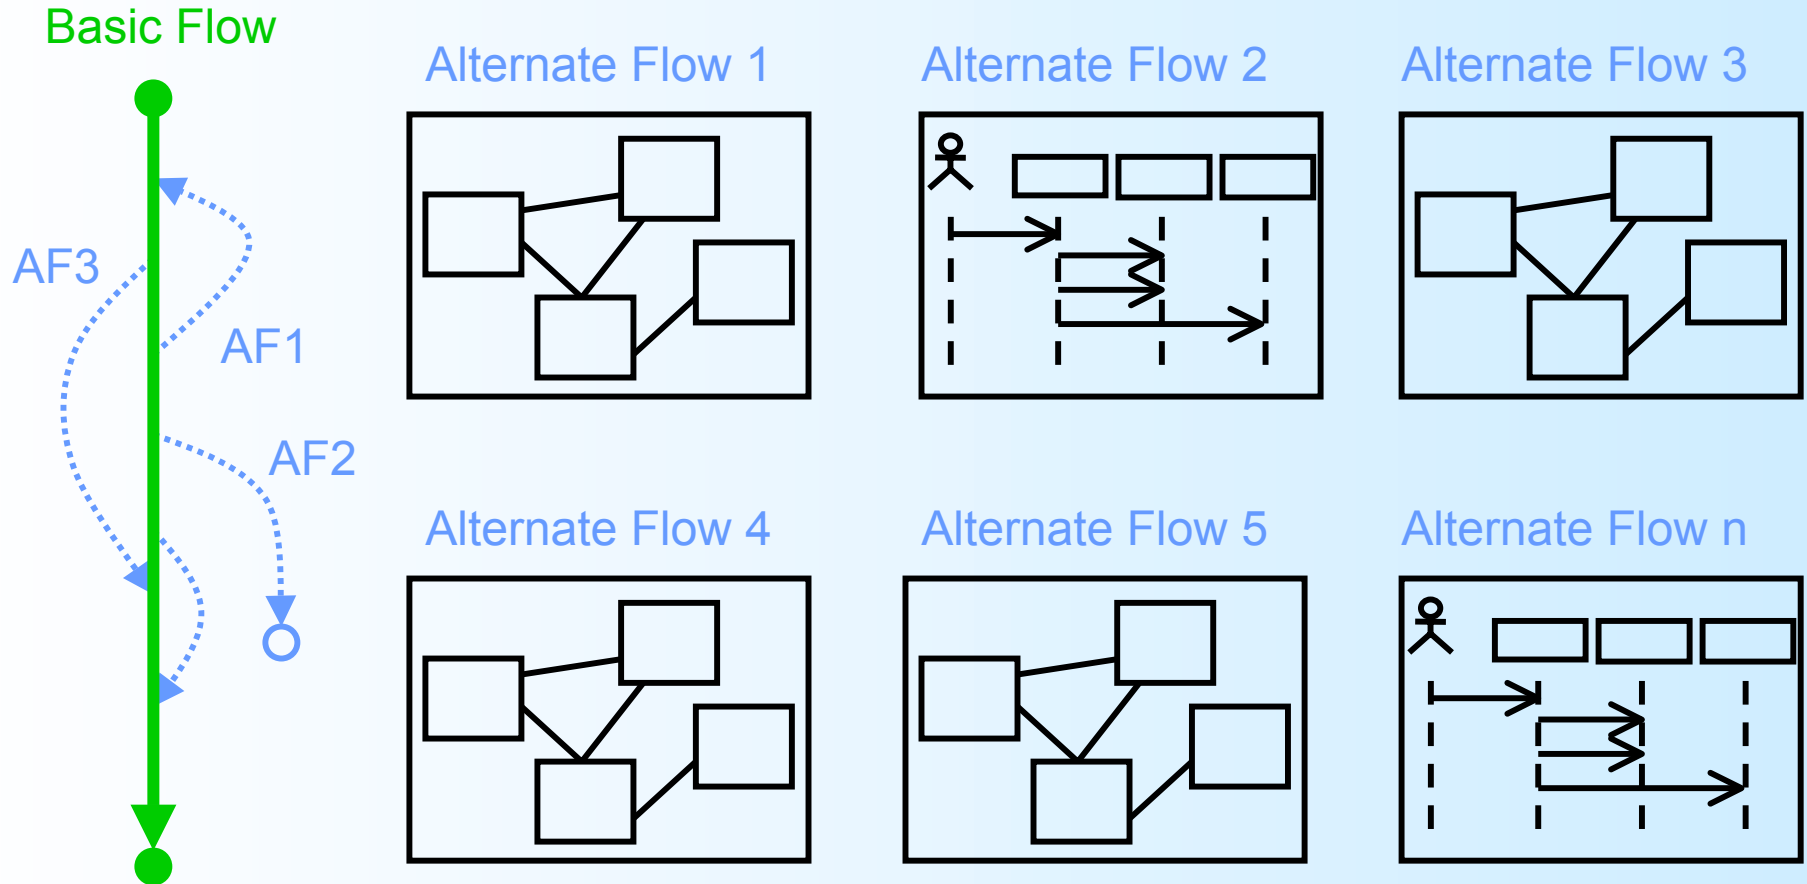 Basic Flow
Alternate Flow 1
Alternate Flow 2
Alternate Flow 3
AF3
AF1
AF2
Alternate Flow 4
Alternate Flow 5
Alternate Flow n